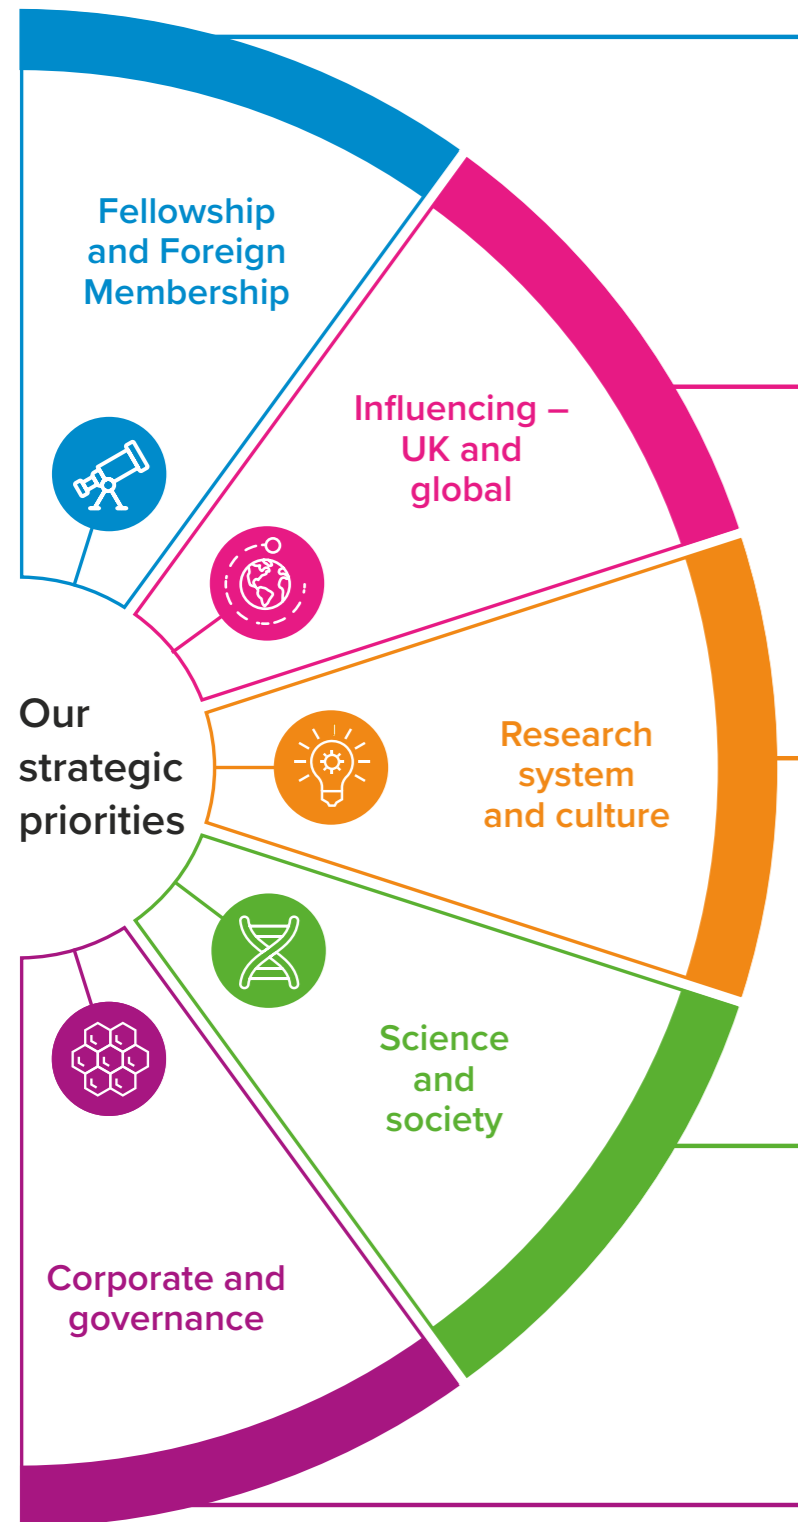 Fellowship
and Foreign
Membership
Influencing –
UK and
global
Our
strategic
priorities
Research
system
and culture
Science
and
society
Corporate and
governance